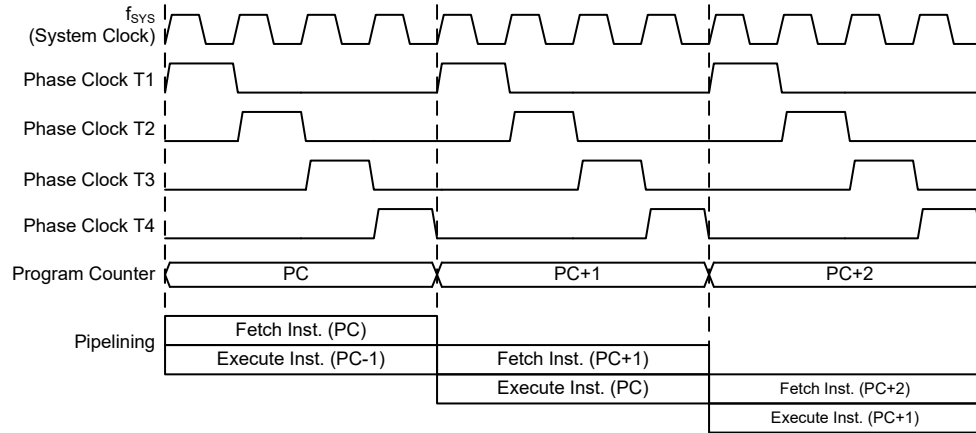 fSYS
(System Clock)
Phase Clock T1
Phase Clock T2
Phase Clock T3
Phase Clock T4
Program Counter PC PC+1 PC+2
Pipelining
Fetch Inst. (PC)
Execute Inst. (PC-1) Fetch Inst. (PC+1)
Execute Inst. (PC) Fetch Inst. (PC+2)
Execute Inst. (PC+1)